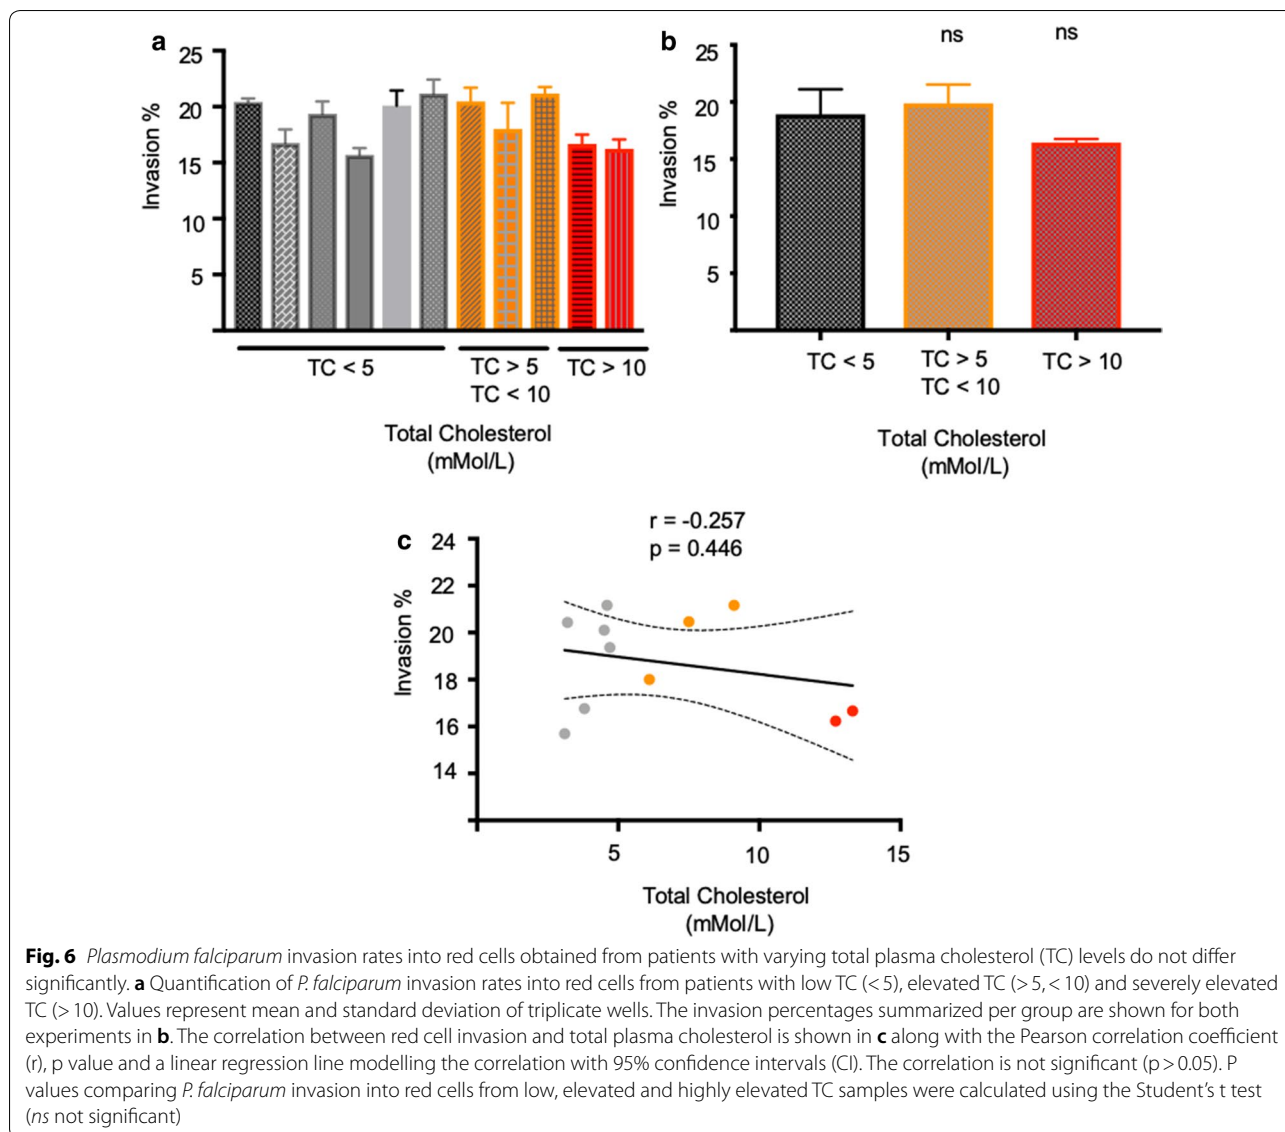 a
25
20
15
10
5
Invasion %
TC < 5
TC > 5
TC < 10
TC > 10
Total Cholesterol
(mMol/L)
b
ns
ns
25
20
15
10
5
Invasion %
TC < 5
TC > 5
TC < 10
TC > 10
Total Cholesterol
(mMol/L)
c
r = -0.257
p = 0.446
24
22
20
18
16
14
Invasion %
5
10
15
Total Cholesterol
(mMol/L)
Fig. 6 Plasmodium falciparum invasion rates into red cells obtained from patients with varying total plasma cholesterol (TC) levels do not differ
significantly. a Quantification of P. falciparum invasion rates into red cells from patients with low TC (< 5), elevated TC (> 5, < 10) and severely elevated
TC (> 10). Values represent mean and standard deviation of triplicate wells. The invasion percentages summarized per group are shown for both
experiments in b. The correlation between red cell invasion and total plasma cholesterol is shown in c along with the Pearson correlation coefficient
(r), p value and a linear regression line modelling the correlation with 95% confidence intervals (CI). The correlation is not significant (p > 0.05). P
values comparing P. falciparum invasion into red cells from low, elevated and highly elevated TC samples were calculated using the Student's t test
(ns not significant)